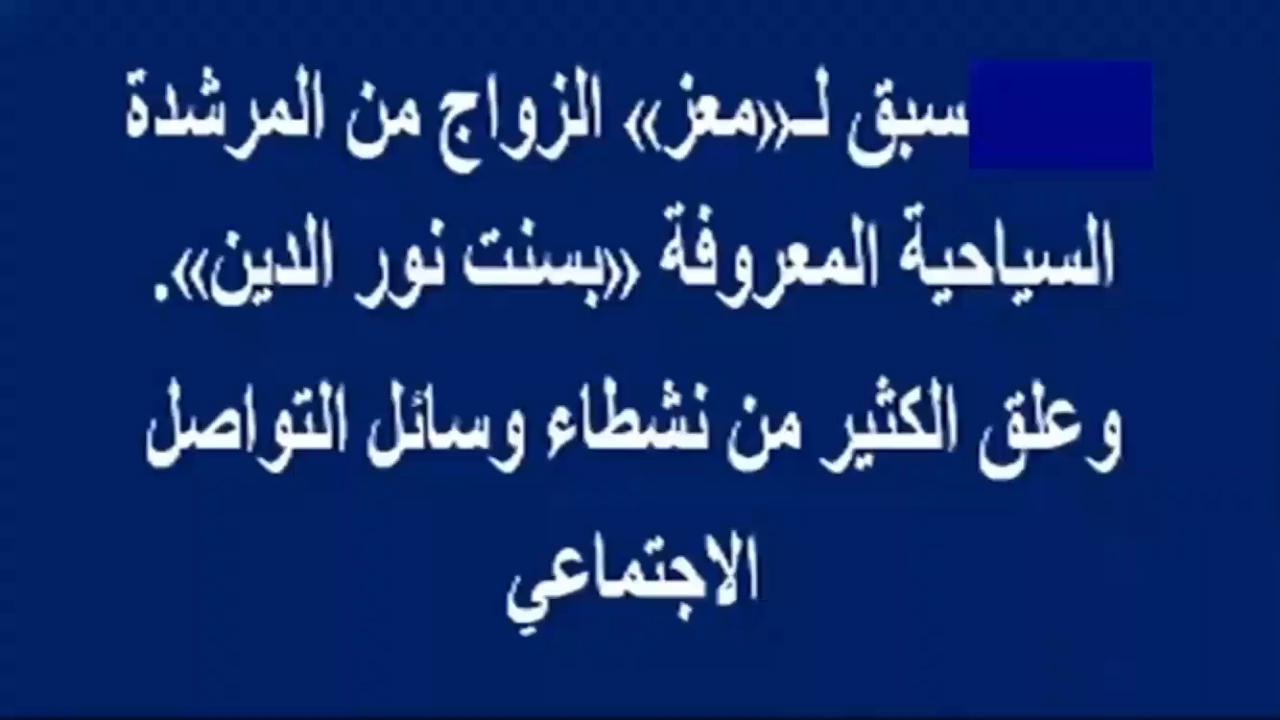 سبق لـ«معز» الزواج من المرشدة
السياحية المعروفة «بسنت نور الدين».
وعلق الكثير من نشطاء وسائل التواصل
الاجتماعي